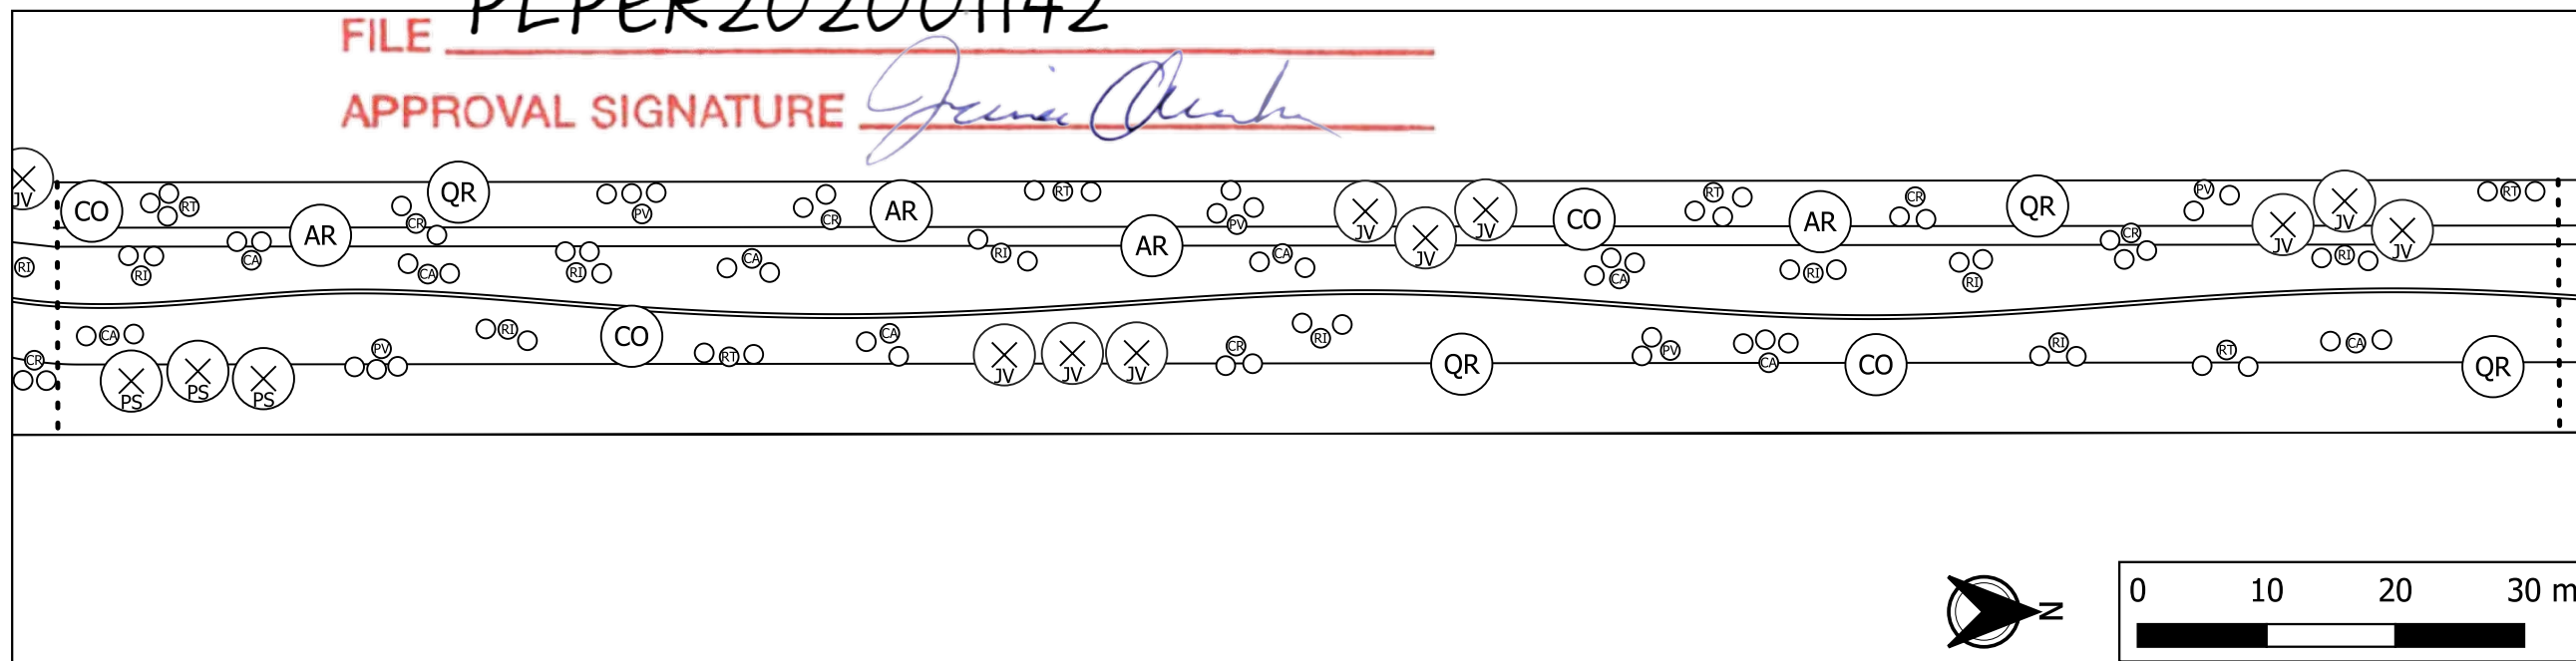 FILE PLPER202001142
APPROVAL SIGNATURE
JV CO RT QR PV CR AR RT PV JV JV CO RT AR CR QR PV JV JV RT
RI RI CA AR CR CA RI CA RI AR CA JV CA RI RI CR RI JV
CR CA PS PS PS PV RI CO RT CA JV JV JV CR RI QR PV CA CO RI RT CA QR
N
0 10 20 30 m